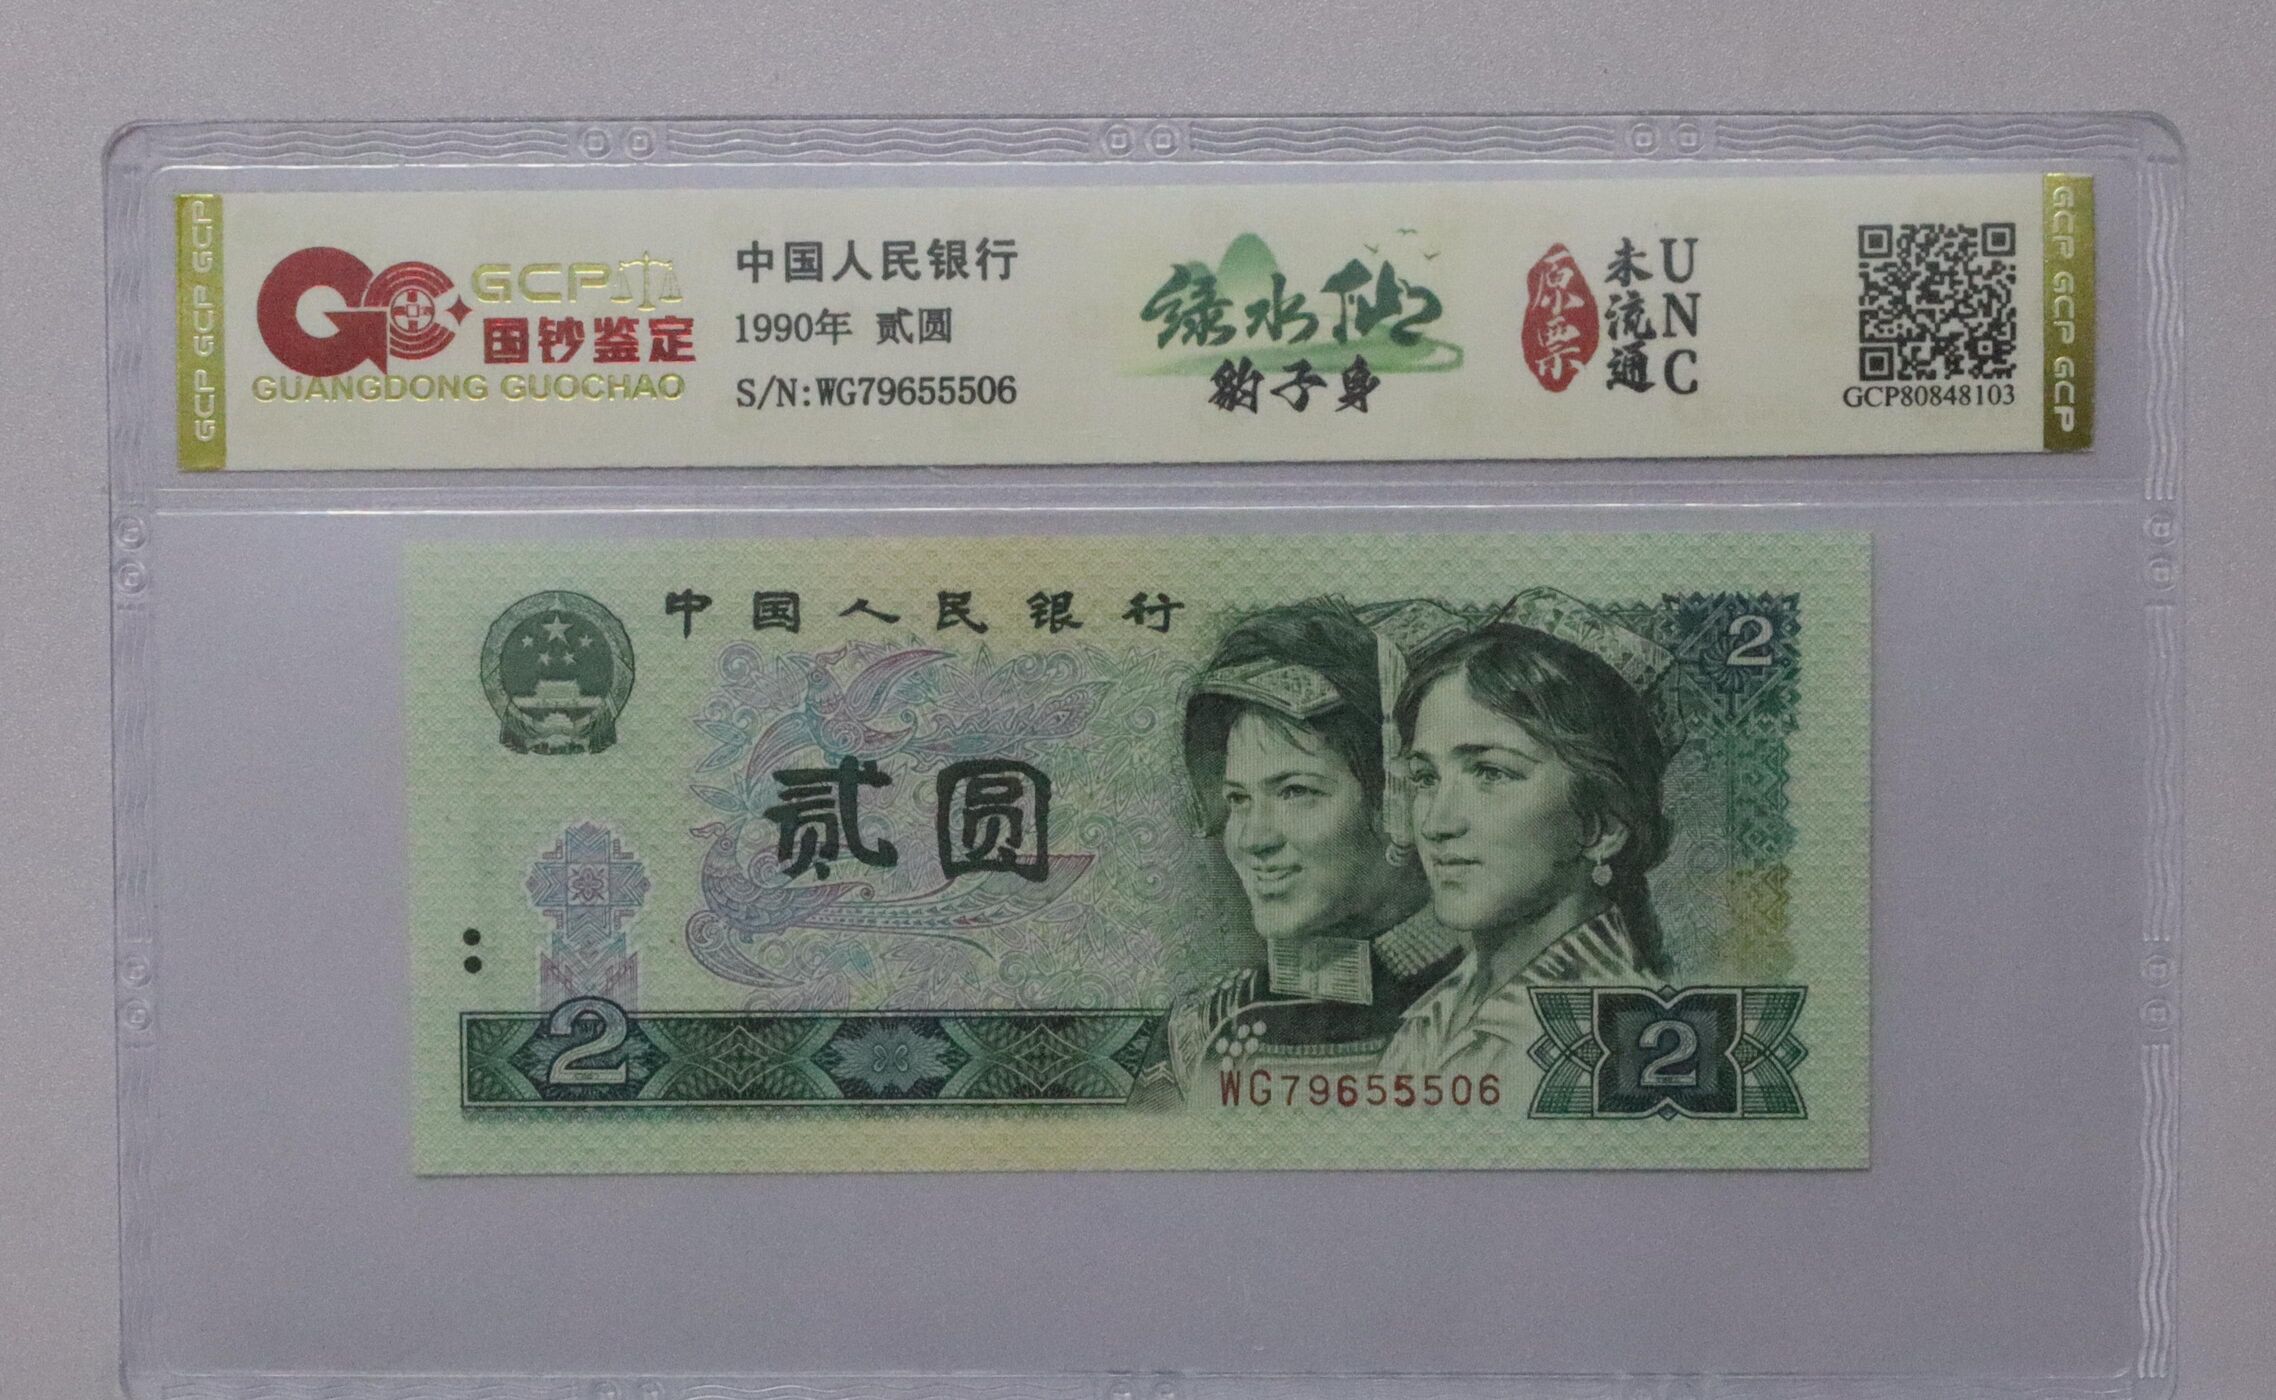 GCP GCP GCP
GCP
国钞鉴定
GUANGDONG GUOCHAO
中国人民银行
1990年 贰圆
S/N:WG79655506
绿水仙
豹子身
原票
未流通
UNC
GCP80848103
GCP GCP GCP
中国人民银行
2
贰圆
2
WG79655506
2